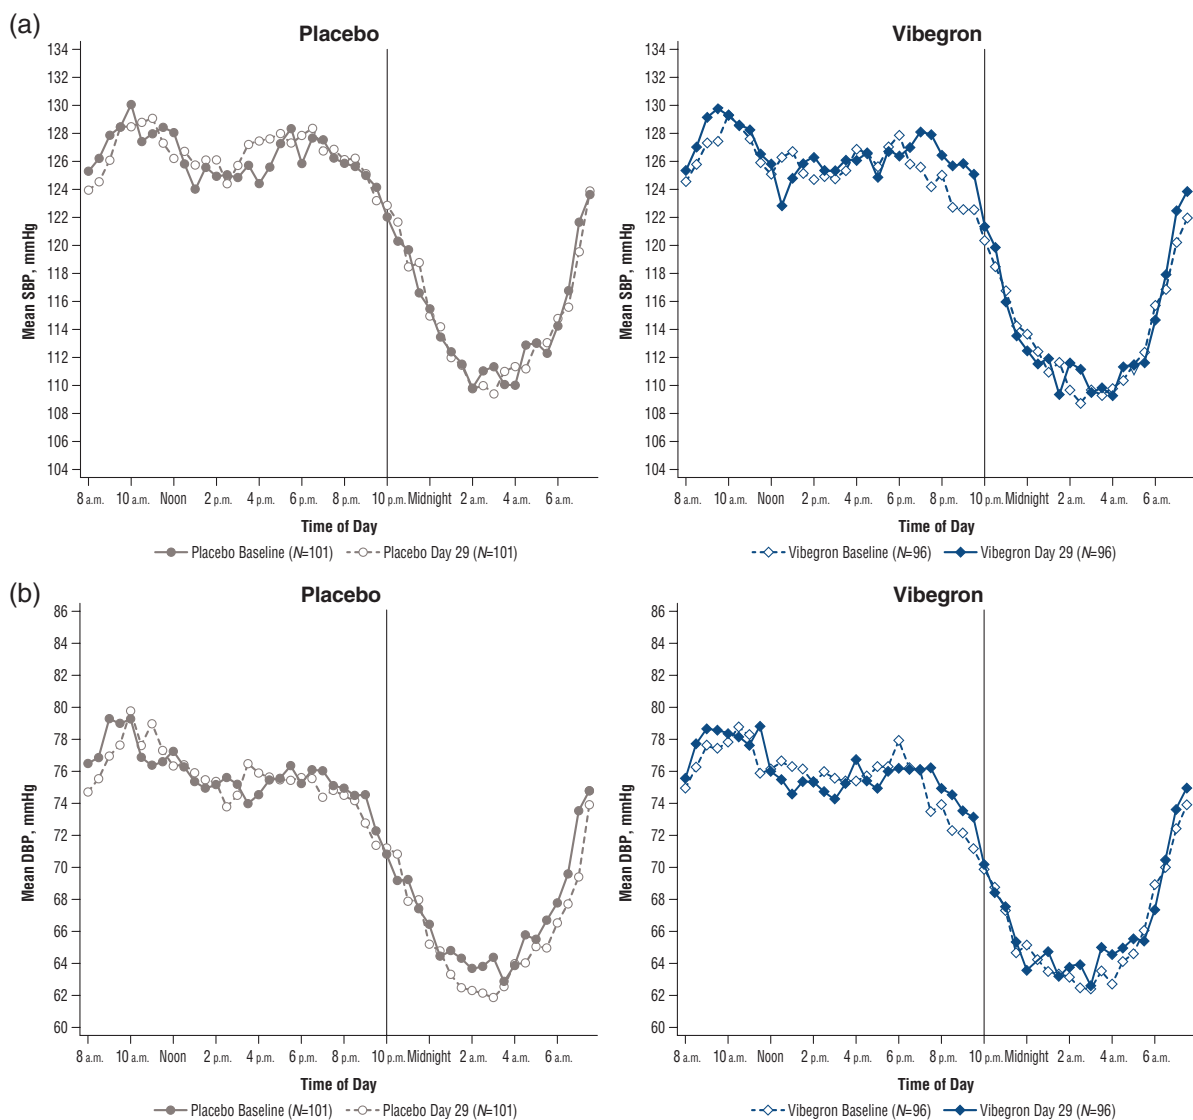 (a)
Placebo
134
132
130
128
126
124
122
120
118
116
114
112
110
108
106
104
Mean SBP, mmHg
8 a.m. 10 a.m. Noon 2 p.m. 4 p.m. 6 p.m. 8 p.m. 10 p.m. Midnight 2 a.m. 4 a.m. 6 a.m.
Time of Day
Placebo Baseline (N=101) Placebo Day 29 (N=101)
Vibegron
134
132
130
128
126
124
122
120
118
116
114
112
110
108
106
104
Mean SBP, mmHg
8 a.m. 10 a.m. Noon 2 p.m. 4 p.m. 6 p.m. 8 p.m. 10 p.m. Midnight 2 a.m. 4 a.m. 6 a.m.
Time of Day
Vibegron Baseline (N=96) Vibegron Day 29 (N=96)
(b)
Placebo
86
84
82
80
78
76
74
72
70
68
66
64
62
60
Mean DBP, mmHg
8 a.m. 10 a.m. Noon 2 p.m. 4 p.m. 6 p.m. 8 p.m. 10 p.m. Midnight 2 a.m. 4 a.m. 6 a.m.
Time of Day
Placebo Baseline (N=101) Placebo Day 29 (N=101)
Vibegron
86
84
82
80
78
76
74
72
70
68
66
64
62
60
Mean DBP, mmHg
8 a.m. 10 a.m. Noon 2 p.m. 4 p.m. 6 p.m. 8 p.m. 10 p.m. Midnight 2 a.m. 4 a.m. 6 a.m.
Time of Day
Vibegron Baseline (N=96) Vibegron Day 29 (N=96)